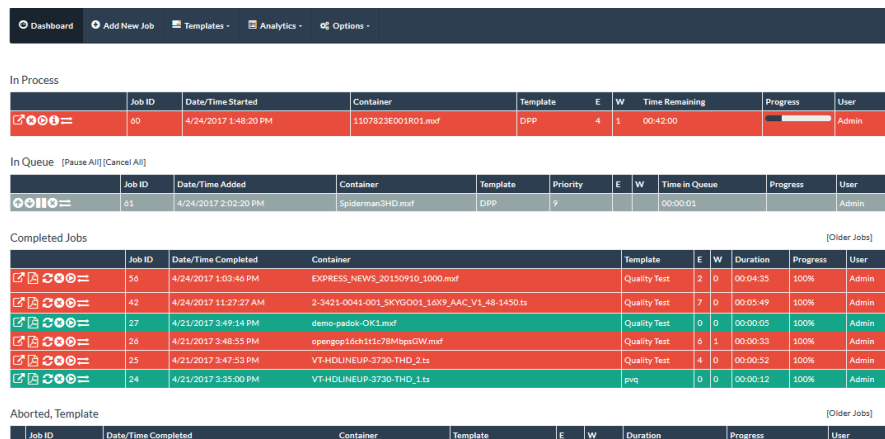 Dashboard Add New Job Templates - Analytics - Options -
In Process
Job ID Date/Time Started Container Template E W Time Remaining Progress User
60 4/24/2017 1:48:20 PM 1107823E001R01.mxf DPP 4 1 00:42:00 Admin
In Queue [Pause All] [Cancel All]
Job ID Date/Time Added Container Template Priority E W Time in Queue Progress User
61 4/24/2017 2:02:20 PM Spiderman3HD.mxf DPP 9 00:00:01 Admin
Completed Jobs [Older Jobs]
Job ID Date/Time Completed Container Template E W Duration Progress User
56 4/24/2017 1:03:46 PM EXPRESS_NEWS_20150910_1000.mxf Quality Test 2 0 00:04:35 100% Admin
42 4/24/2017 11:27:27 AM 2-3421-0041-001_SKYGO01_16X9_AAC_V1_48-1450.ts Quality Test 7 0 00:05:49 100% Admin
27 4/21/2017 3:49:14 PM demo-padok-OK1.mxf Quality Test 0 0 00:00:05 100% Admin
26 4/21/2017 3:48:55 PM opengop16ch1t1c78MbpsGW.mxf Quality Test 6 1 00:00:33 100% Admin
25 4/21/2017 3:47:53 PM VT-HDLINEUP-3730-THD_2.ts Quality Test 4 0 00:00:52 100% Admin
24 4/21/2017 3:35:00 PM VT-HDLINEUP-3730-THD_1.ts pvq 0 0 00:00:12 100% Admin
Aborted, Template [Older Jobs]
Job ID Date/Time Completed Container Template E W Duration Progress User